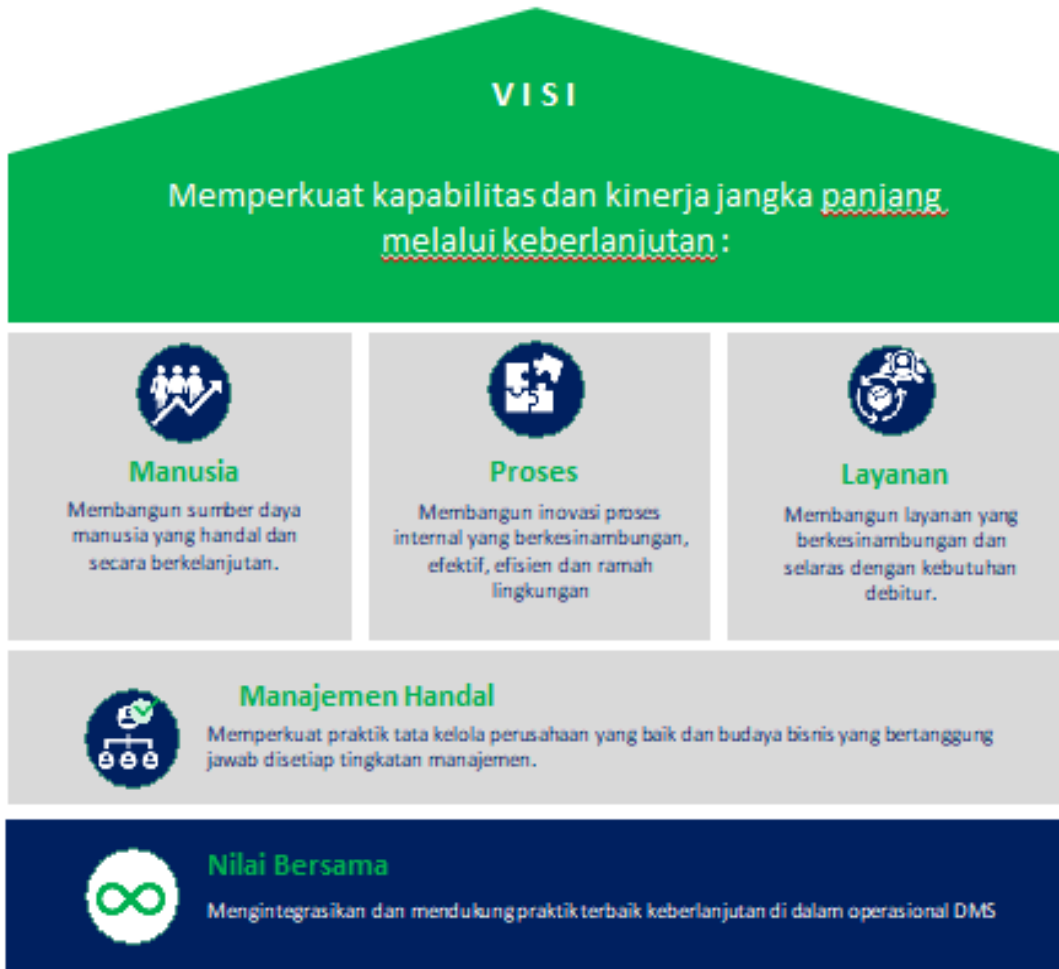 VISI
Memperkuat kapabilitas dan kinerja jangka panjang
melalui keberlanjutan :
Manusia
Membangun sumber daya
manusia yang handal dan
secara berkelanjutan.
Proses
Membangun inovasi proses
internal yang berkesinambungan,
efektif, efisien dan ramah
lingkungan
Layanan
Membangun layanan yang
berkesinambungan dan
selaras dengan kebutuhan
debitur.
Manajemen Handal
Memperkuat praktik tata kelola perusahaan yang baik dan budaya bisnis yang bertanggung
jawab disetiap tingkatan manajemen.
Nilai Bersama
Mengintegrasikan dan mendukung praktik terbaik keberlanjutan di dalam operasional DMS